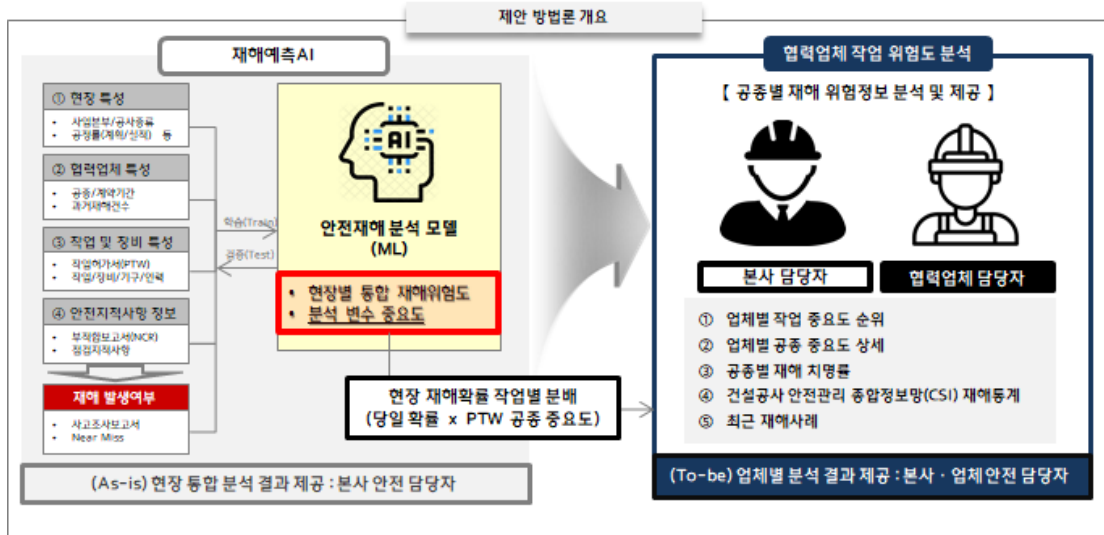 제안 방법론 개요
재해예측AI
① 현장 특성
• 사업본부/공사종류
• 공정률(계획/실적) 등
② 협력업체 특성
• 공종/계약기간
• 과거재해건수
③ 작업 및 장비 특성
• 작업허가서(PTW)
• 작업/장비/기구/인력
④ 안전지적사항 정보
• 부적합보고서(NCR)
• 점검지적사항
재해 발생여부
• 사고조사보고서
• Near Miss
학습(Train)
검증(Test)
AI
안전재해 분석 모델
(ML)
• 현장별 통합 재해위험도
• 분석 변수 중요도
현장 재해확률 작업별 분배
(당일 확률 x PTW 공종 중요도)
(As-is) 현장 통합 분석 결과 제공 : 본사 안전 담당자
협력업체 작업 위험도 분석
【 공종별 재해 위험정보 분석 및 제공 】
본사 담당자
협력업체 담당자
① 업체별 작업 중요도 순위
② 업체별 공종 중요도 상세
③ 공종별 재해 치명률
④ 건설공사 안전관리 종합정보망(CSI) 재해통계
⑤ 최근 재해사례
(To-be) 업체별 분석 결과 제공 : 본사 · 업체 안전 담당자